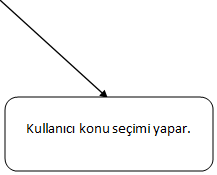 Kullanıcı konu seçimi yapar.